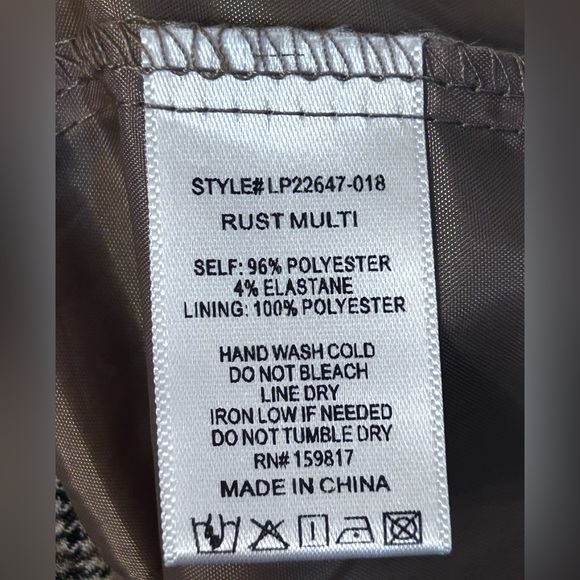 STYLE# LP22647-018
RUST MULTI
SELF: 96% POLYESTER
4% ELASTANE
LINING: 100% POLYESTER
HAND WASH COLD
DO NOT BLEACH
LINE DRY
IRON LOW IF NEEDED
DO NOT TUMBLE DRY
RN# 159817
MADE IN CHINA